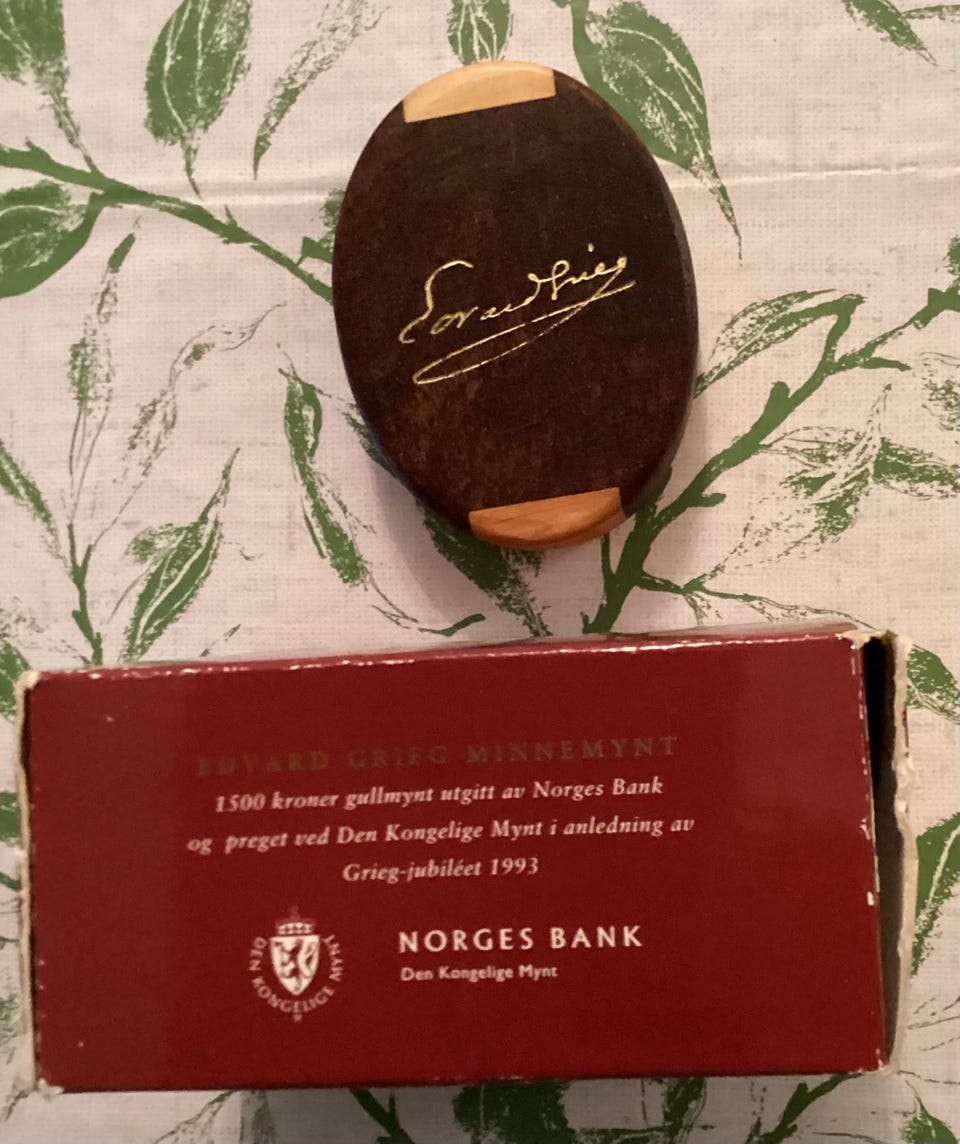 Edvard Grieg
EDVARD GRIEG MINNEMYNT
1500 kroner gullmynt utgitt av Norges Bank
og preget ved Den Kongelige Mynt i anledning av
Grieg-jubiléet 1993
DEN KONGELIGE MYNT
NORGES BANK
Den Kongelige Mynt